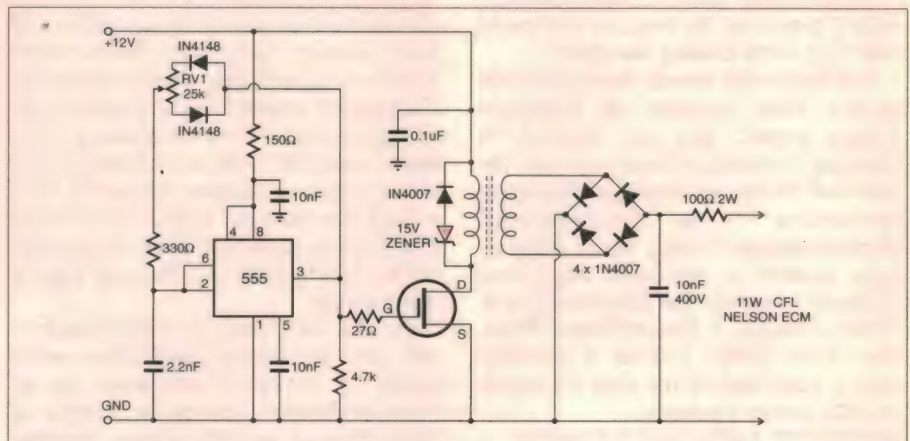 +12V
IN4148
RV1
25k
IN4148
150Ω
10nF
330Ω
4
8
6
2
555
3
1
5
2.2nF
10nF
GND
27Ω
4.7k
0.1uF
IN4007
15V
ZENER
G
D
S
4 x 1N4007
100Ω 2W
10nF
400V
11W CFL
NELSON ECM